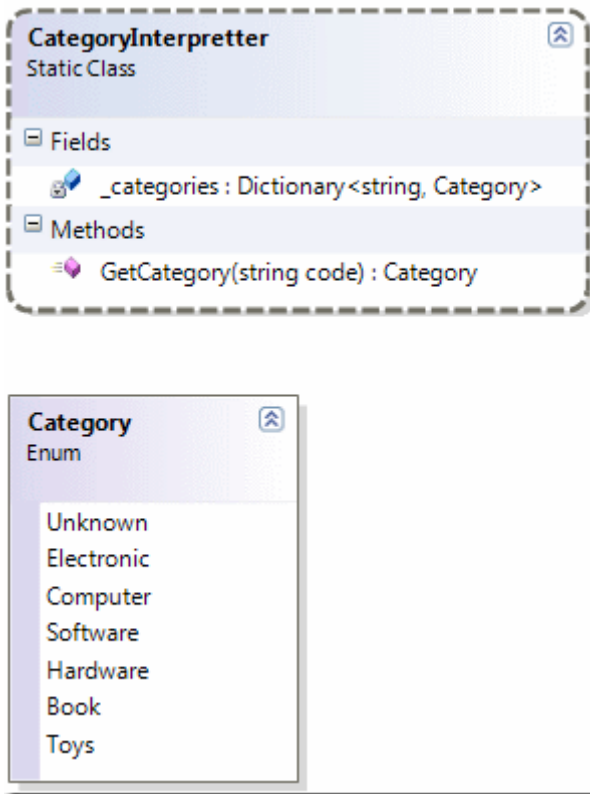 CategoryInterpretter
Static Class
Fields
_categories : Dictionary<string, Category>
Methods
GetCategory(string code) : Category
Category
Enum
Unknown
Electronic
Computer
Software
Hardware
Book
Toys